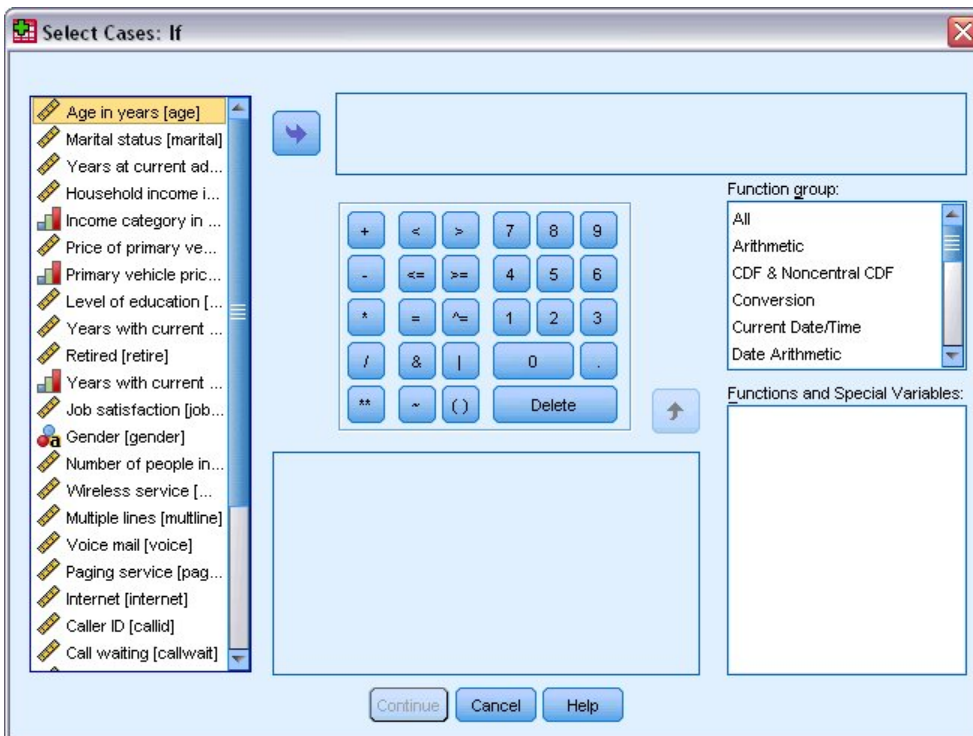 Select Cases: If
Age in years [age]
Marital status [marital]
Years at current ad...
Household income i...
Income category in ...
Price of primary ve...
Primary vehicle pric...
Level of education [...
Years with current ...
Retired [retire]
Years with current ...
Job satisfaction [job...
Gender [gender]
Number of people in...
Wireless service [...
Multiple lines [multline]
Voice mail [voice]
Paging service [pag...
Internet [internet]
Caller ID [callid]
Call waiting [callwait]
+ < > 7 8 9
- <= >= 4 5 6
* = ^= 1 2 3
/ & | 0 .
** ~ ( ) Delete
Function group:
All
Arithmetic
CDF & Noncentral CDF
Conversion
Current Date/Time
Date Arithmetic
Functions and Special Variables:
Continue Cancel Help